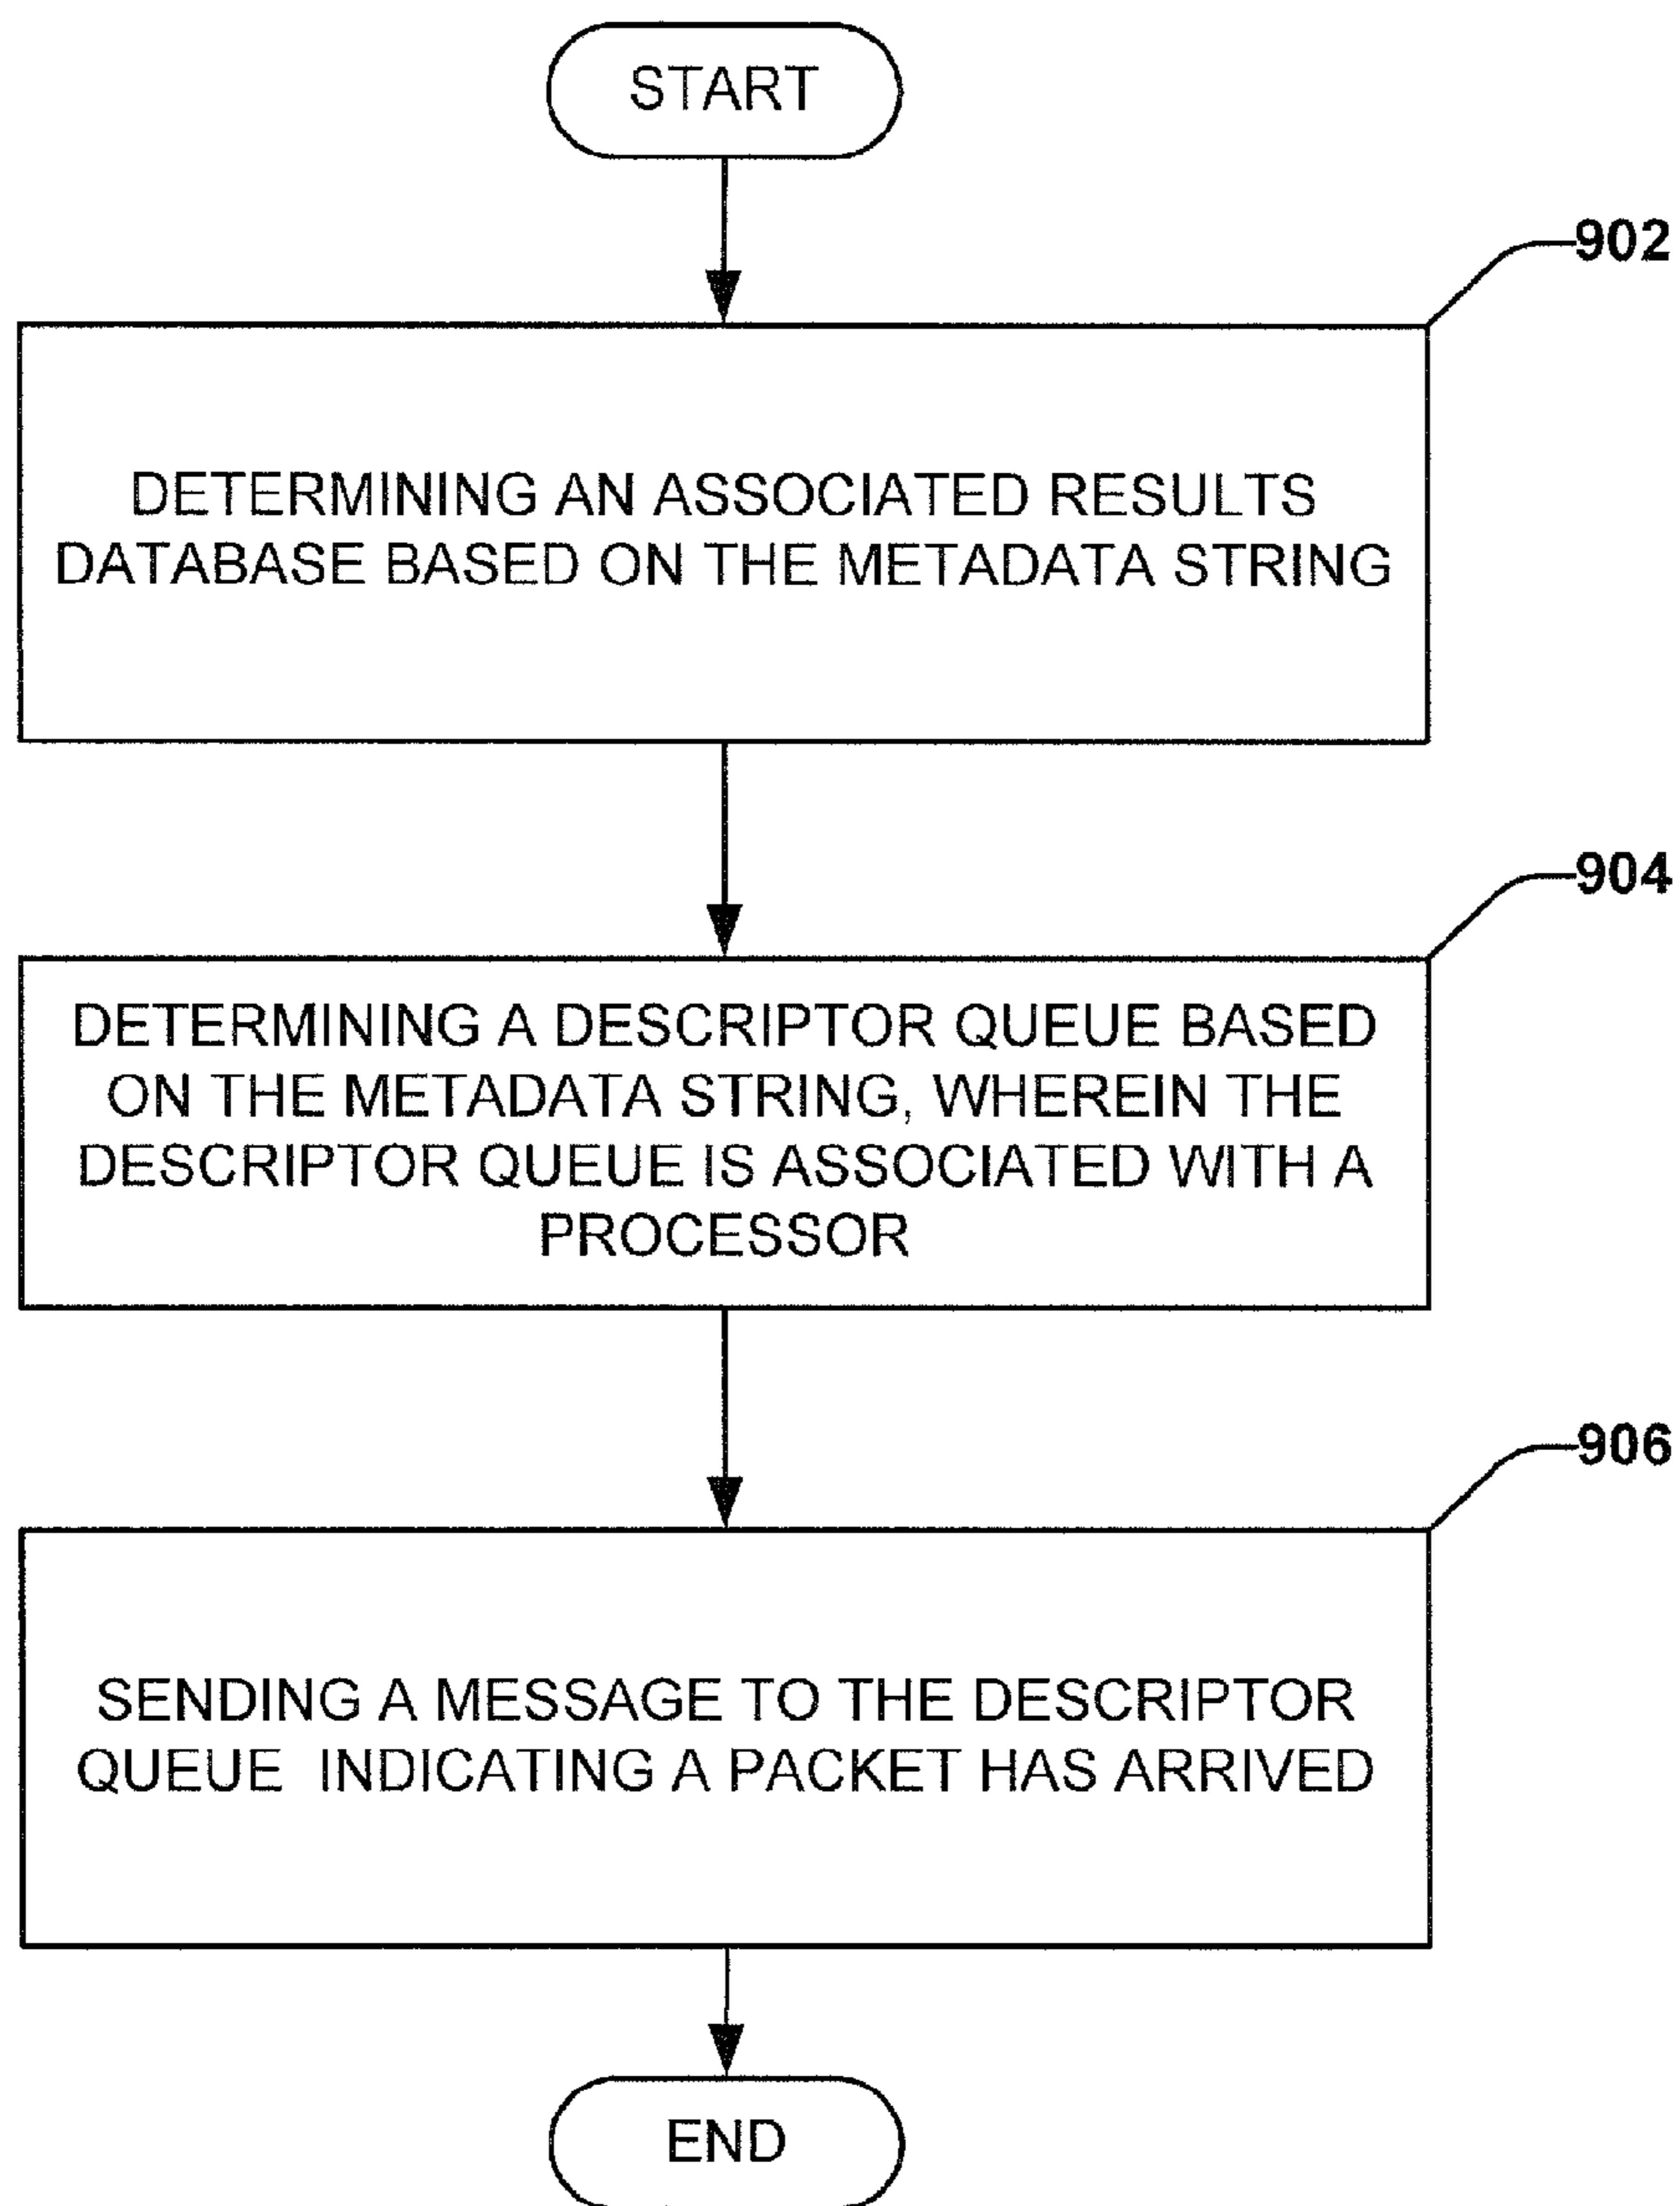 START
902
DETERMINING AN ASSOCIATED RESULTS
DATABASE BASED ON THE METADATA STRING
904
DETERMINING A DESCRIPTOR QUEUE BASED
ON THE METADATA STRING, WHEREIN THE
DESCRIPTOR QUEUE IS ASSOCIATED WITH A
PROCESSOR
906
SENDING A MESSAGE TO THE DESCRIPTOR
QUEUE INDICATING A PACKET HAS ARRIVED
END